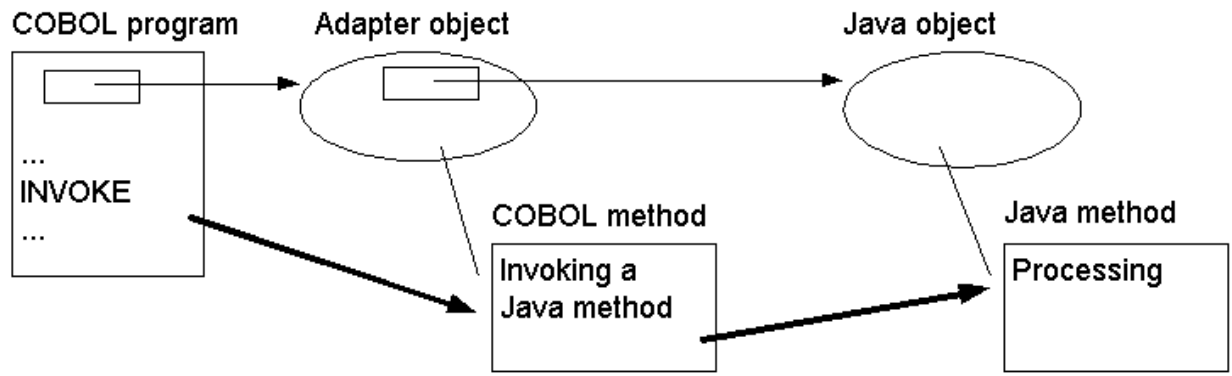 COBOL program
Adapter object
Java object
...
INVOKE
...
COBOL method
Java method
Invoking a
Java method
Processing